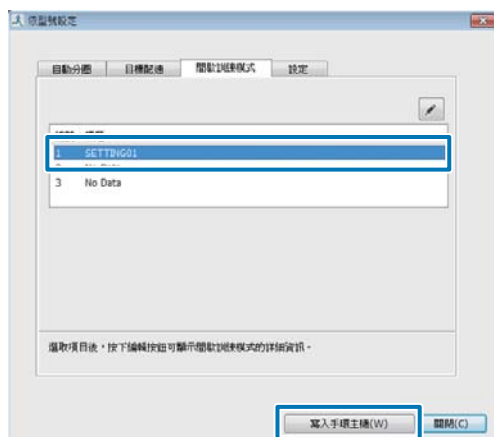 依型號設定
自動分圈 目標配速 間歇訓練模式 設定
1 SETTING01
3 No Data
選取項目後，按下編輯按鈕可顯示間歇訓練模式的詳細資訊。
寫入手環主機(W) 關閉(C)